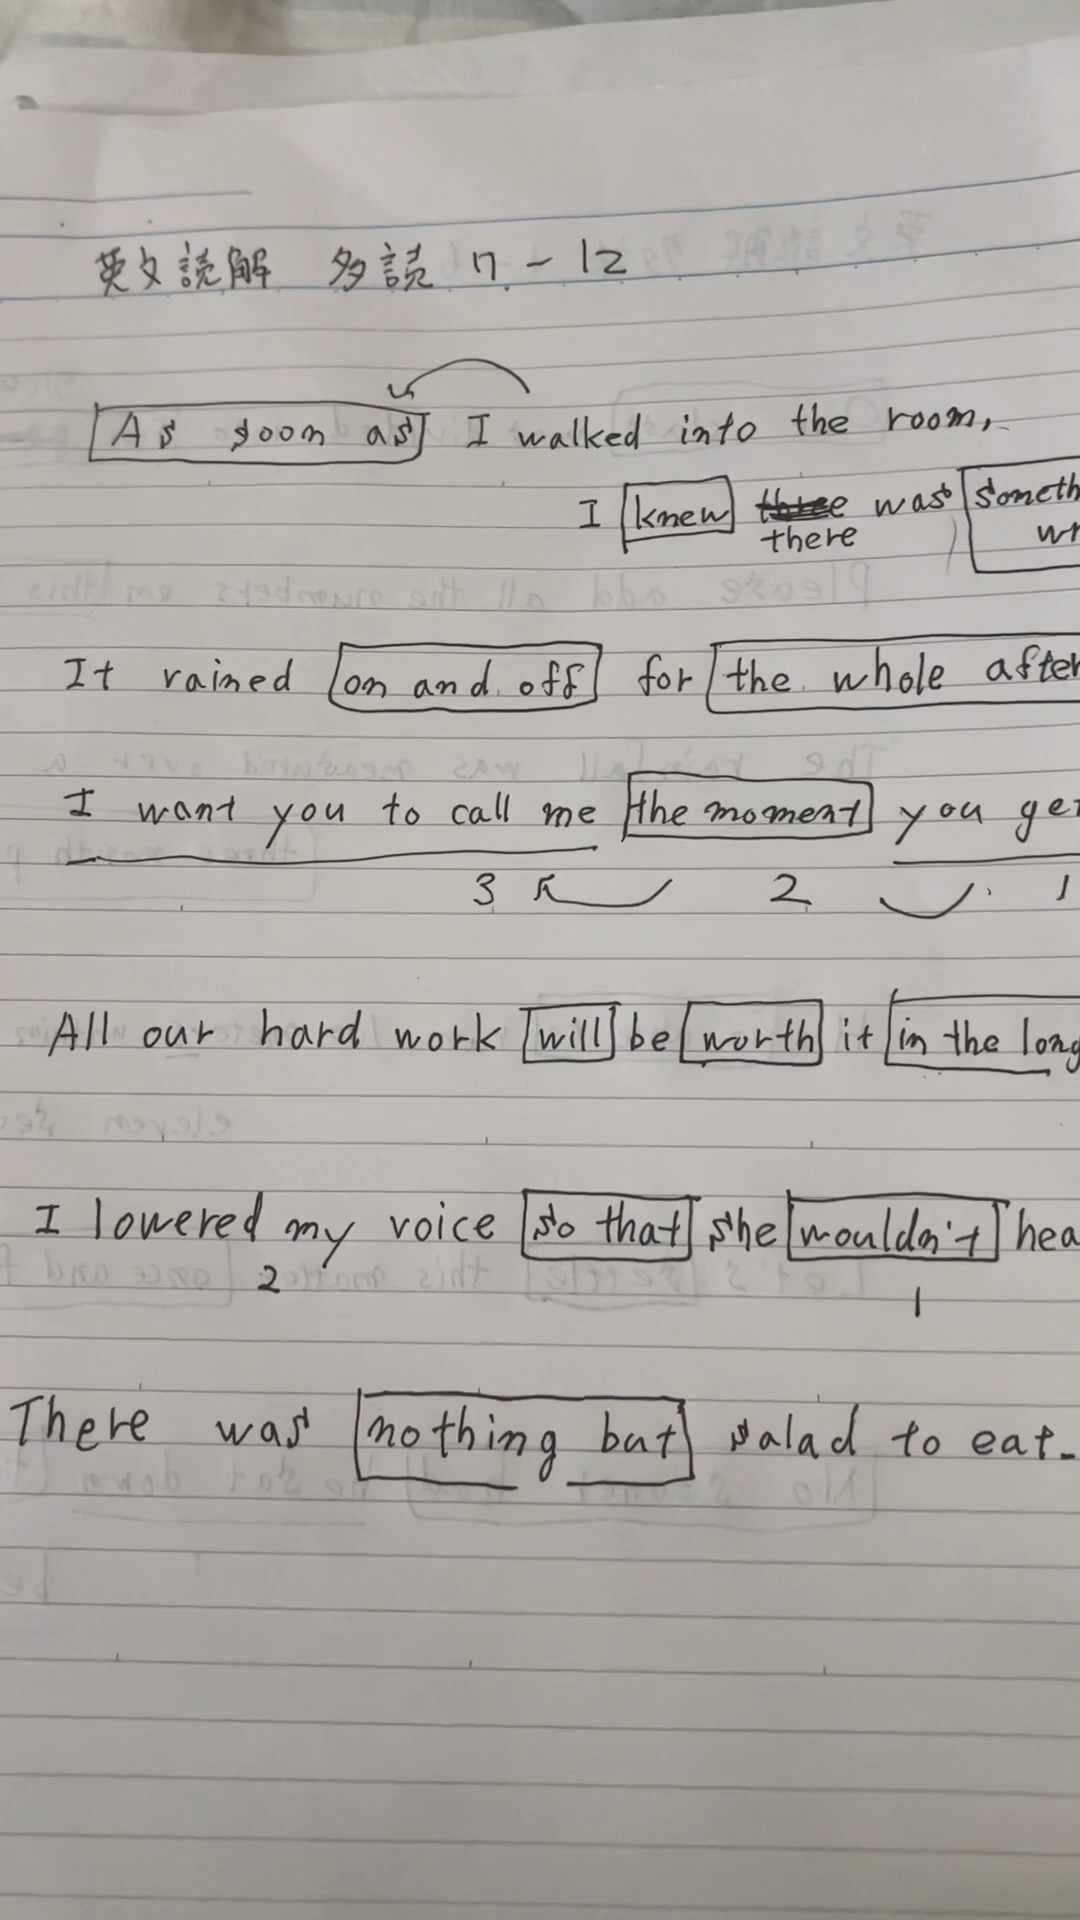 英文読解 多読 7-12
As soon as I walked into the room,
I knew there was
It rained on and off for the whole
I want you to call me the moment you
3 2 1
All our hard work will be worth it in the long
I lowered my voice so that she wouldn't
2 1
There was nothing but salad to eat.